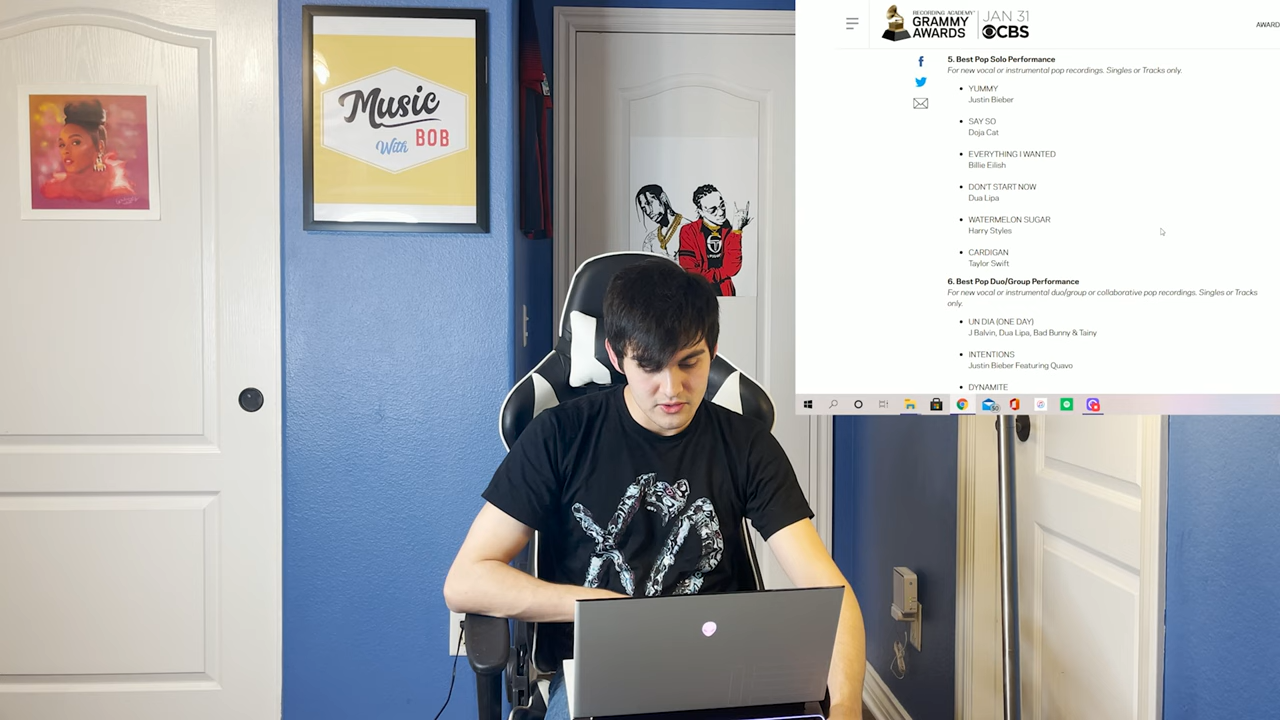 Music
With BOB
XO
RECORDING ACADEMY
GRAMMY
AWARDS
JAN 31
CBS
AWARD
5. Best Pop Solo Performance
For new vocal or instrumental pop recordings. Singles or Tracks only.
YUMMY
Justin Bieber
SAY SO
Doja Cat
EVERYTHING I WANTED
Billie Eilish
DON'T START NOW
Dua Lipa
WATERMELON SUGAR
Harry Styles
CARDIGAN
Taylor Swift
6. Best Pop Duo/Group Performance
For new vocal or instrumental duo/group or collaborative pop recordings. Singles or Tracks
only.
UN DIA (ONE DAY)
J Balvin, Dua Lipa, Bad Bunny & Tainy
INTENTIONS
Justin Bieber Featuring Quavo
DYNAMITE